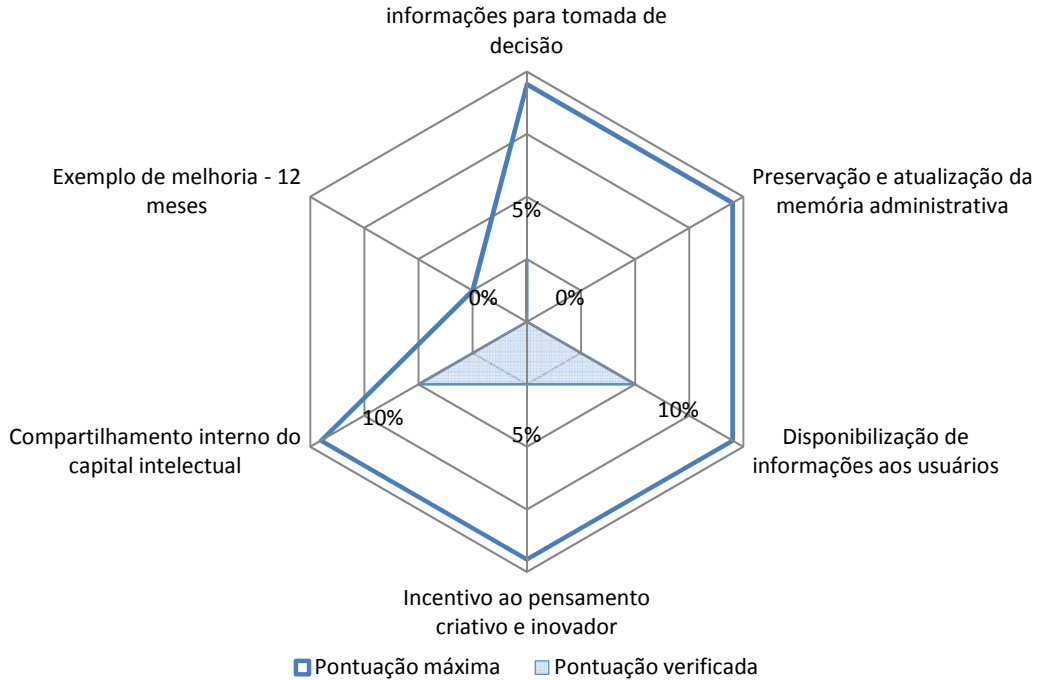 informações para tomada de
decisão
Exemplo de melhoria - 12
meses
Preservação e atualização da
memória administrativa
5%
0%
0%
10%
10%
5%
Compartilhamento interno do
capital intelectual
Disponibilização de
informações aos usuários
Incentivo ao pensamento
criativo e inovador
Pontuação máxima
Pontuação verificada